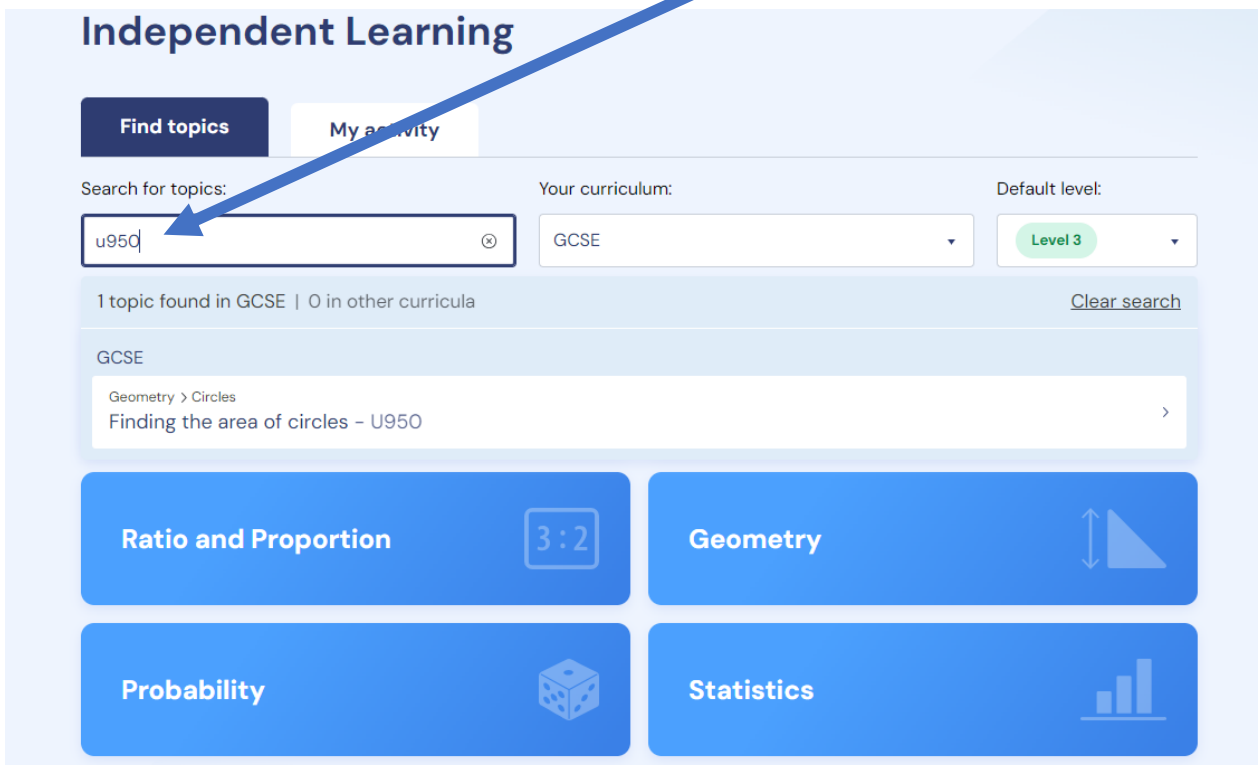 Independent Learning
Find topics My activity
Search for topics: Your curriculum: Default level:
u950 GCSE Level 3
1 topic found in GCSE | 0 in other curricula Clear search
GCSE
Geometry > Circles
Finding the area of circles - U950
Ratio and Proportion 3:2 Geometry
Probability Statistics